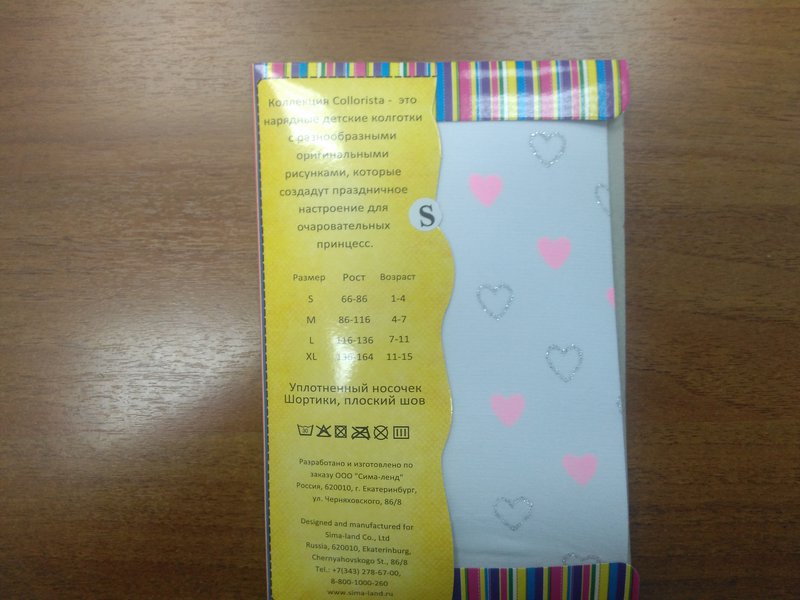 Коллекция Collorista - это
нарядные детские колготки
с разнообразными
оригинальными
рисунками, которые
создадут праздничное
настроение для
очаровательных
принцесс.
S
Размер Рост Возраст
S 66-86 1-4
M 86-116 4-7
L 116-136 7-11
XL 136-164 11-15
Уплотненный носочек
Шортики, плоский шов
30
Разработано и изготовлено по
заказу ООО "Сима-ленд"
Россия, 620010, г. Екатеринбург,
ул. Черняховского, 86/8
Designed and manufactured for
Sima-land Co., Ltd
Russia, 620010, Ekaterinburg,
Chernyahovskogo St., 86/8
Tel.: +7(343) 278-67-00,
8-800-1000-260
www.sima-land.ru